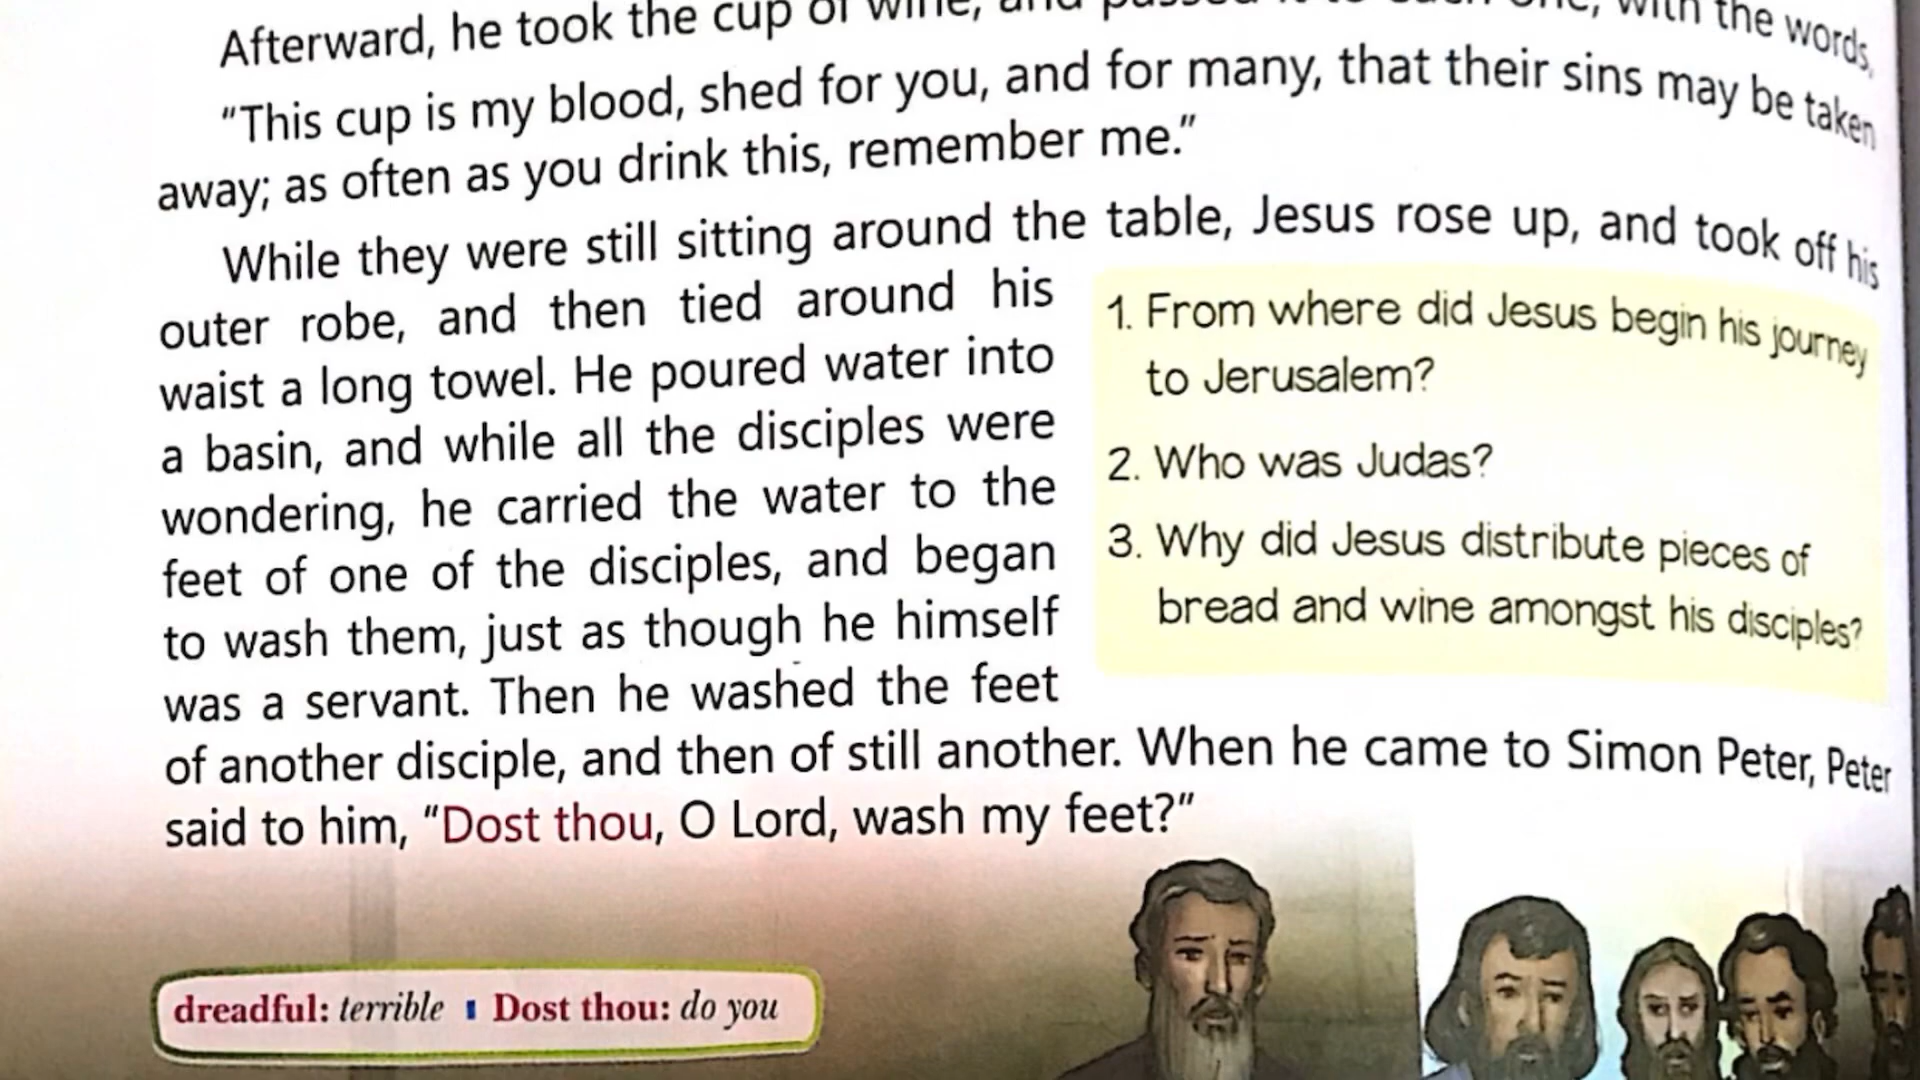 Afterward, he took the cup of wine, and passed it to each one, with the words,
"This cup is my blood, shed for you, and for many, that their sins may be taken
away; as often as you drink this, remember me."
While they were still sitting around the table, Jesus rose up, and took off his
outer robe, and then tied around his
waist a long towel. He poured water into
a basin, and while all the disciples were
wondering, he carried the water to the
feet of one of the disciples, and began
to wash them, just as though he himself
was a servant. Then he washed the feet
of another disciple, and then of still another. When he came to Simon Peter, Peter
said to him, "Dost thou, O Lord, wash my feet?"
1. From where did Jesus begin his journey
to Jerusalem?
2. Who was Judas?
3. Why did Jesus distribute pieces of
bread and wine amongst his disciples?
dreadful: terrible ı Dost thou: do you